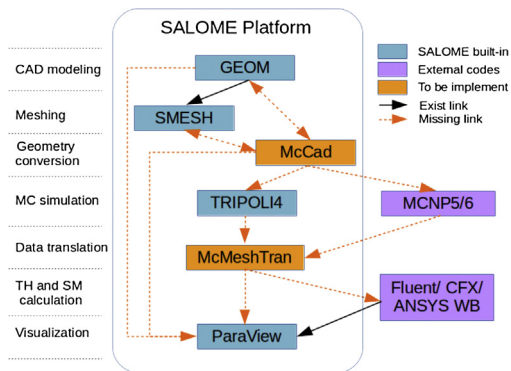 SALOME Platform
CAD modeling
Meshing
Geometry
conversion
MC simulation
Data translation
TH and SM
calculation
Visualization
GEOM
SMESH
McCad
TRIPOLI4
MCNP5/6
McMeshTran
Fluent/ CFX/
ANSYS WB
ParaView
SALOME built-in
External codes
To be implement
Exist link
Missing link